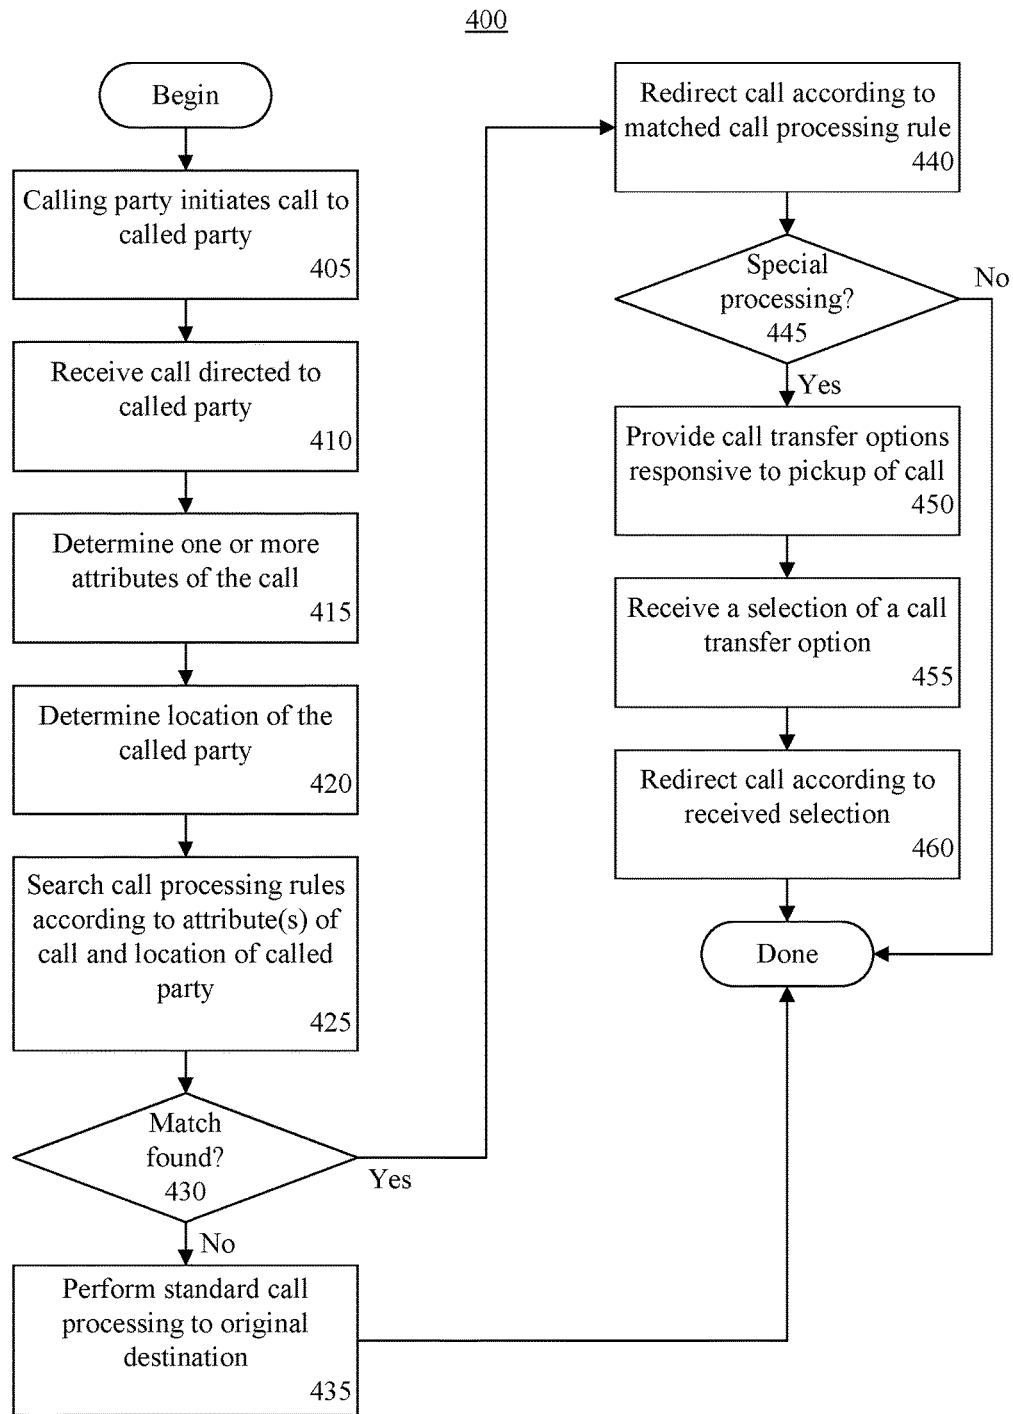 400
Begin
Calling party initiates call to
called party
405
Receive call directed to
called party
410
Determine one or more
attributes of the call
415
Determine location of the
called party
420
Search call processing rules
according to attribute(s) of
call and location of called
party
425
Match
found?
430
Yes
No
Perform standard call
processing to original
destination
435
Redirect call according to
matched call processing rule
440
Special
processing?
445
No
Yes
Provide call transfer options
responsive to pickup of call
450
Receive a selection of a call
transfer option
455
Redirect call according to
received selection
460
Done